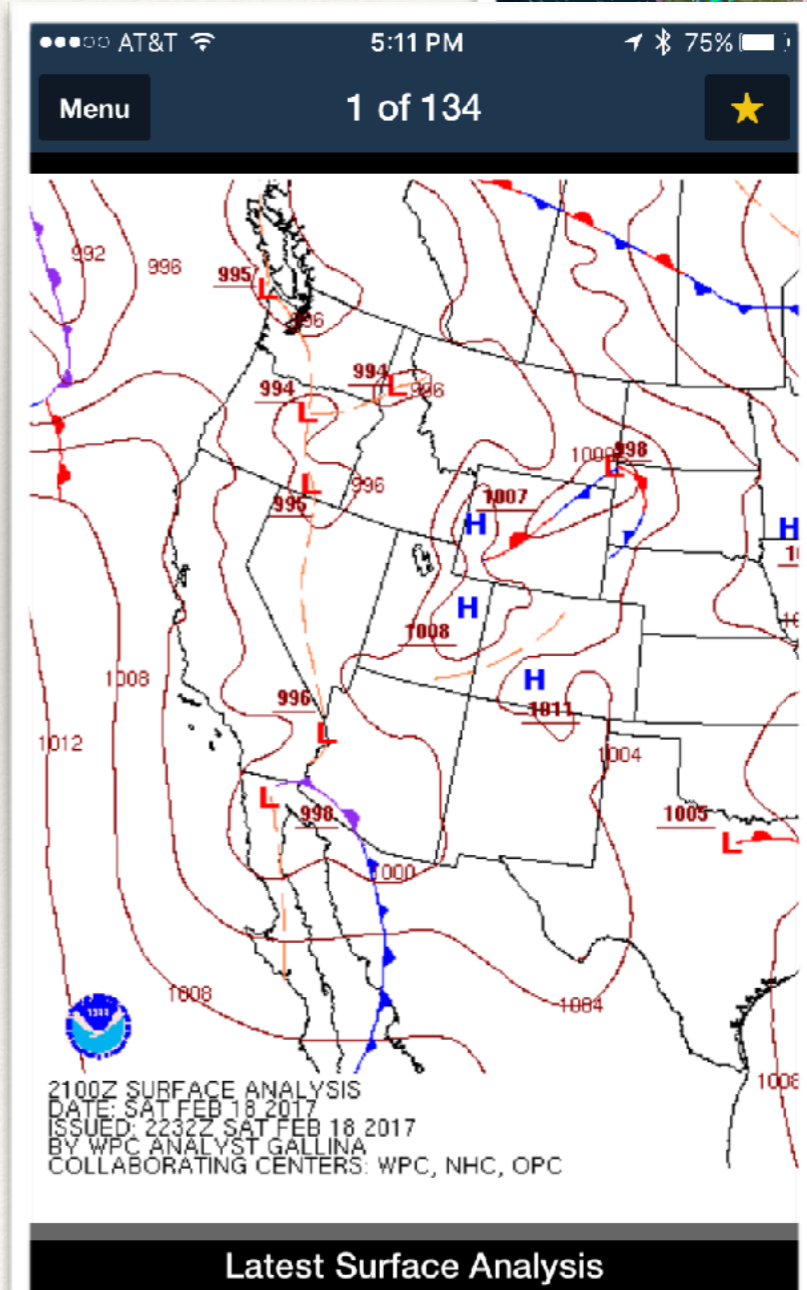 AT&T 5:11 PM 75%
Menu 1 of 134
992
996
995
996
994
994
996
998
1000
1007
996
995
H
H
1008
H
1008
996
1011
1012
1004
998
1005
1000
1008
1004
1008
L
L
L
L
L
L
L
L
H
2100Z SURFACE ANALYSIS
DATE: SAT FEB 18 2017
ISSUED: 2232Z SAT FEB 18 2017
BY WPC ANALYST GALLINA
COLLABORATING CENTERS: WPC, NHC, OPC
Latest Surface Analysis